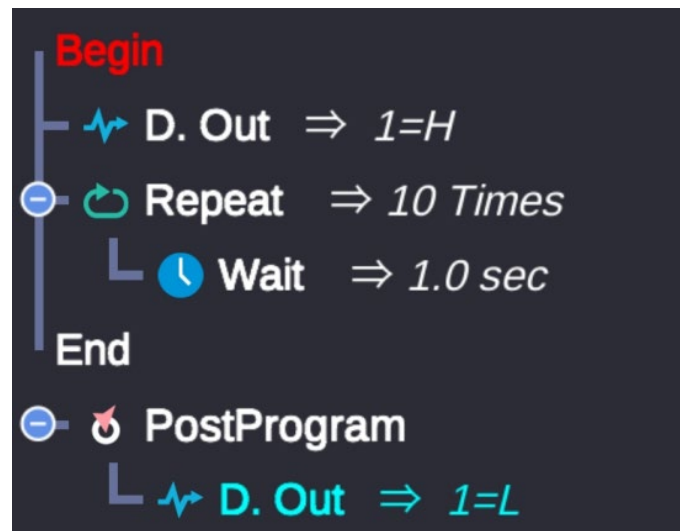 Begin
D. Out ⇒ 1=H
Repeat ⇒ 10 Times
Wait ⇒ 1.0 sec
End
PostProgram
D. Out ⇒ 1=L